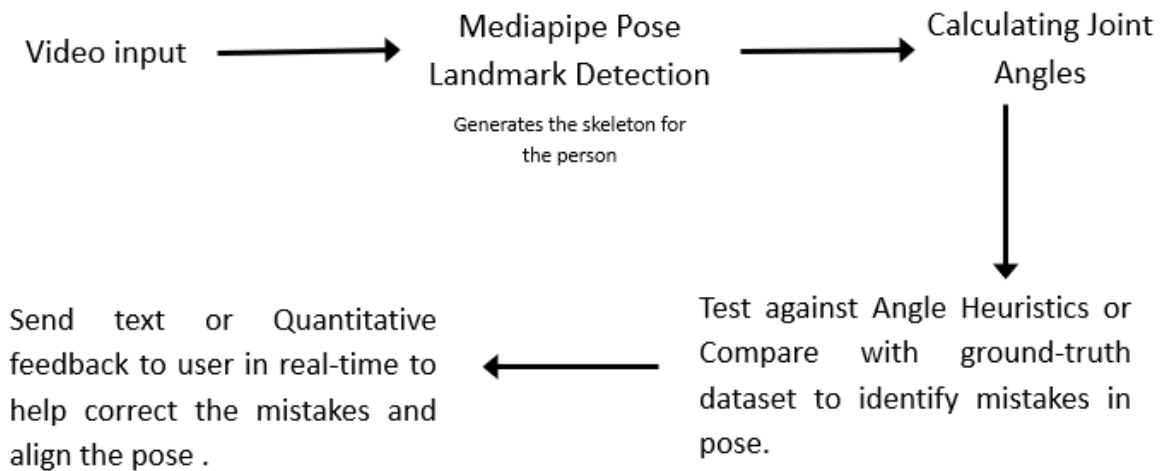 Video input
Mediapipe Pose
Landmark Detection
Generates the skeleton for
the person
Calculating Joint
Angles
Test against Angle Heuristics or
Compare with ground-truth
dataset to identify mistakes in
pose.
Send text or Quantitative
feedback to user in real-time to
help correct the mistakes and
align the pose .